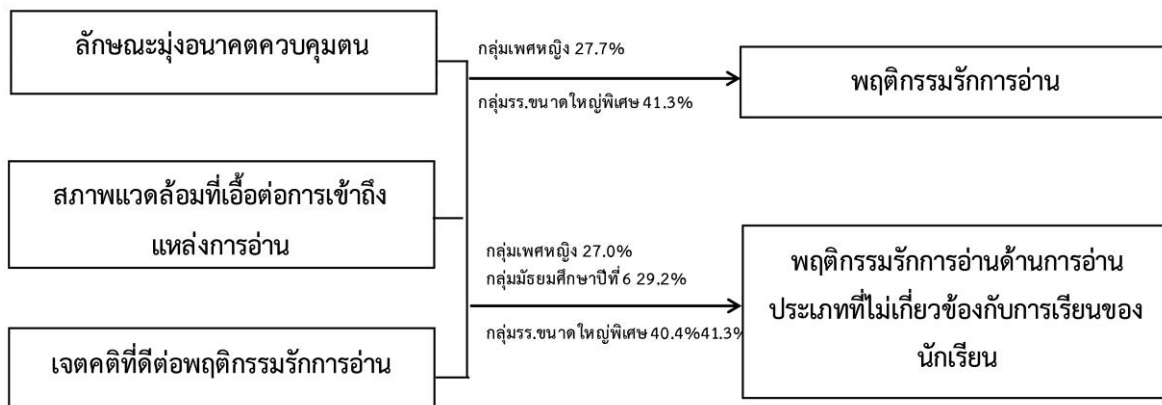 ลักษณะมุ่งอนาคตควบคุมตน
กลุ่มเพศหญิง 27.7%
กลุ่มรร.ขนาดใหญ่พิเศษ 41.3%
พฤติกรรมรักการอ่าน
สภาพแวดล้อมที่เอื้อต่อการเข้าถึง
แหล่งการอ่าน
กลุ่มเพศหญิง 27.0%
กลุ่มมัธยมศึกษาปีที่ 6 29.2%
กลุ่มรร.ขนาดใหญ่พิเศษ 40.4%41.3%
พฤติกรรมรักการอ่านด้านการอ่าน
ประเภทที่ไม่เกี่ยวข้องกับการเรียนของ
นักเรียน
เจตคติที่ดีต่อพฤติกรรมรักการอ่าน